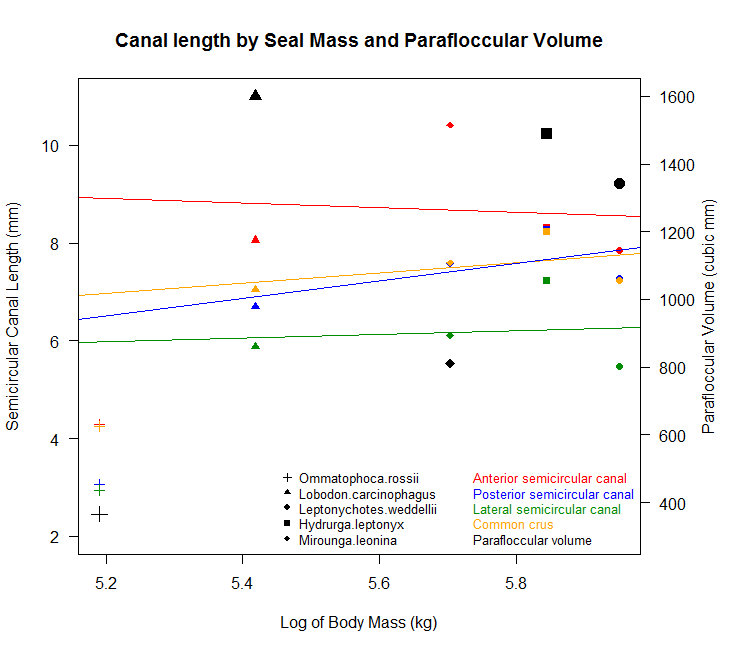 Canal length by Seal Mass and Parafloccular Volume
Semicircular Canal Length (mm)
10
8
6
4
2
1600
1400
1200
1000
800
600
400
Parafloccular Volume (cubic mm)
Ommatophoca.rossii
Lobodon.carcinophagus
Leptonychotes.weddellii
Hydrurga.leptonyx
Mirounga.leonina
Anterior semicircular canal
Posterior semicircular canal
Lateral semicircular canal
Common crus
Parafloccular volume
5.2 5.4 5.6 5.8
Log of Body Mass (kg)